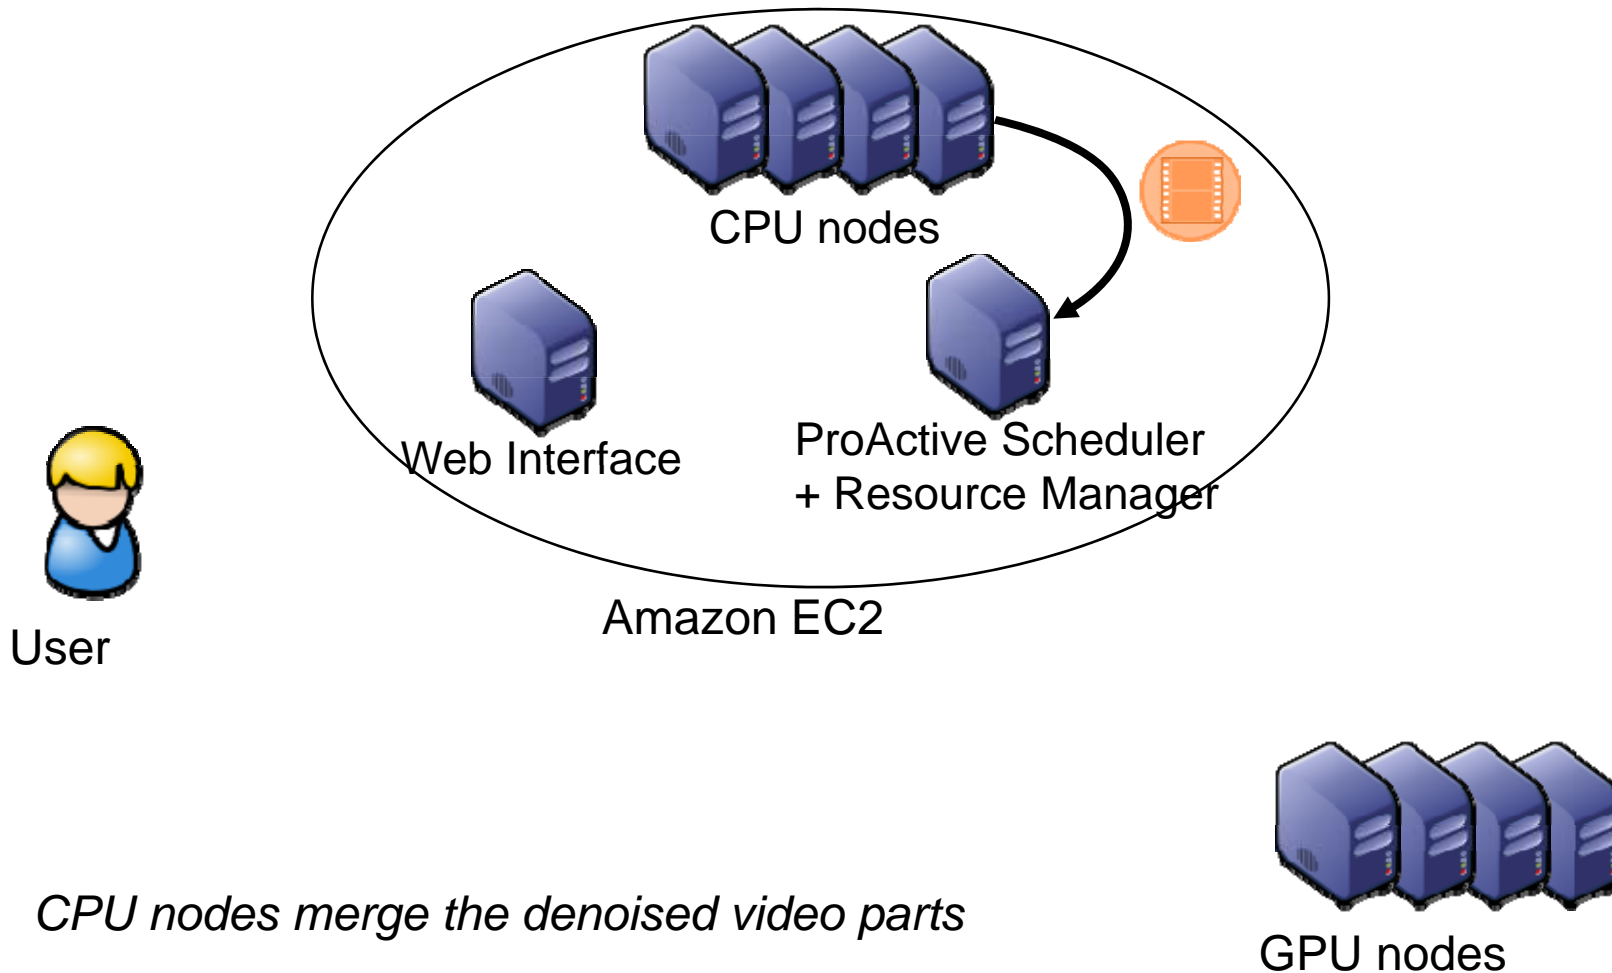 CPU nodes
Web Interface
ProActive Scheduler
+ Resource Manager
Amazon EC2
User
CPU nodes merge the denoised video parts
GPU nodes